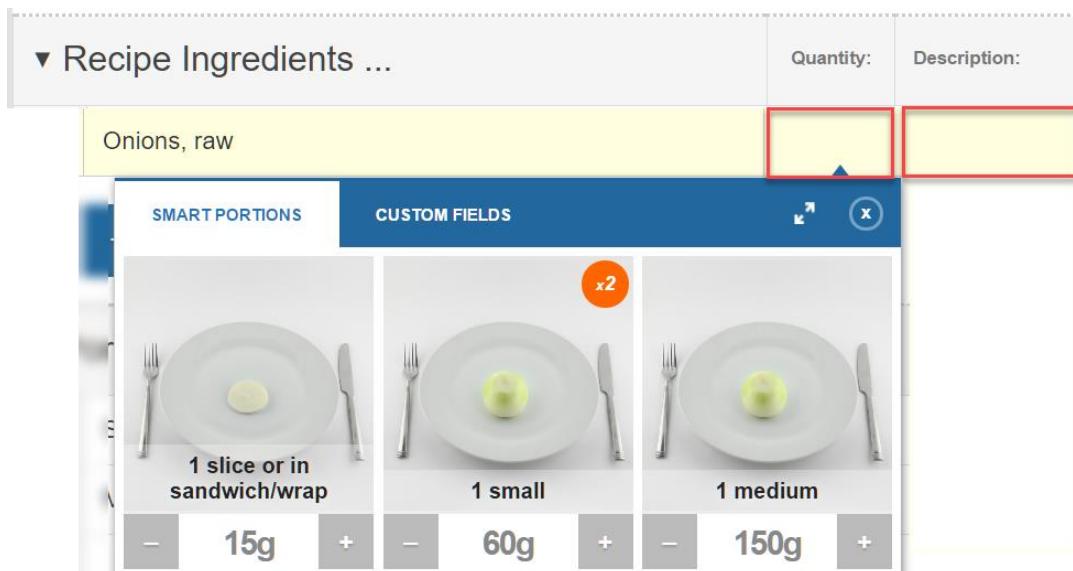 ▼ Recipe Ingredients ...
Quantity:
Description:
Onions, raw
SMART PORTIONS
CUSTOM FIELDS
x
x2
1 slice or in
sandwich/wrap
1 small
1 medium
– 15g +
– 60g +
– 150g +